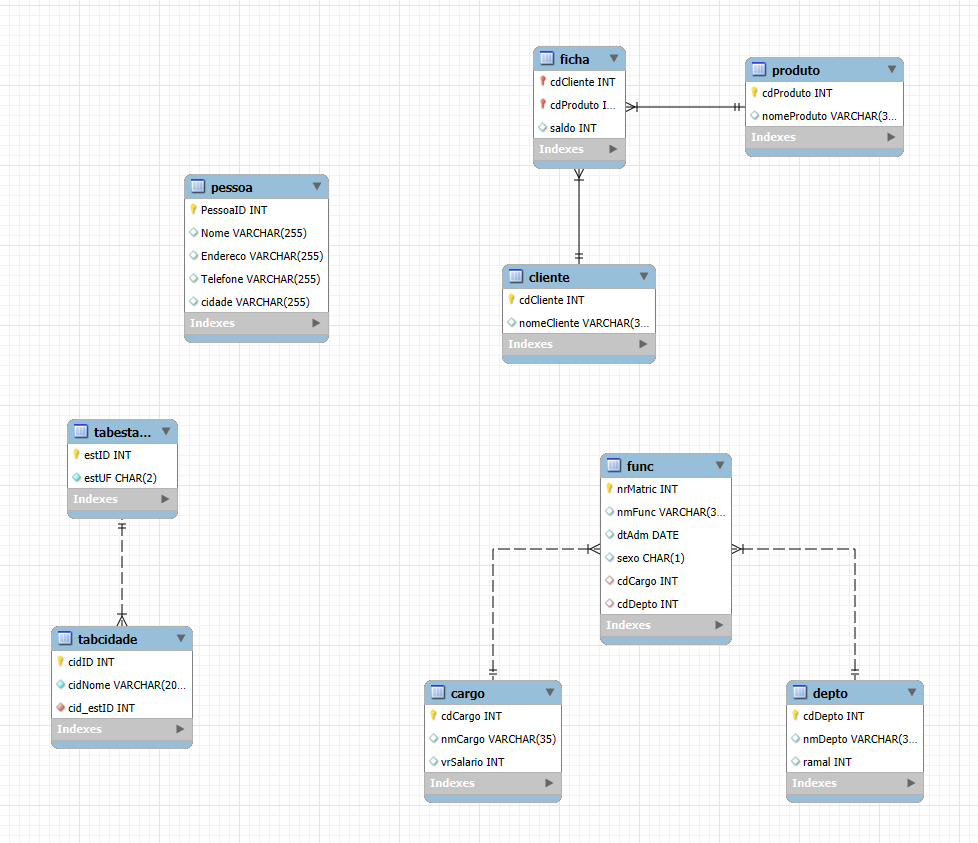 ficha
cdCliente INT
cdProduto I...
saldo INT
Indexes
produto
cdProduto INT
nomeProduto VARCHAR(3...
Indexes
pessoa
PessoaID INT
Nome VARCHAR(255)
Endereco VARCHAR(255)
Telefone VARCHAR(255)
cidade VARCHAR(255)
Indexes
cliente
cdCliente INT
nomeCliente VARCHAR(3...
Indexes
tabesta...
estID INT
estUF CHAR(2)
Indexes
func
nrMatric INT
nmFunc VARCHAR(3...
dtAdm DATE
sexo CHAR(1)
cdCargo INT
cdDepto INT
Indexes
tabcidade
cidID INT
cidNome VARCHAR(20...
cid_estID INT
Indexes
cargo
cdCargo INT
nmCargo VARCHAR(35)
vrSalario INT
Indexes
depto
cdDepto INT
nmDepto VARCHAR(3...
ramal INT
Indexes